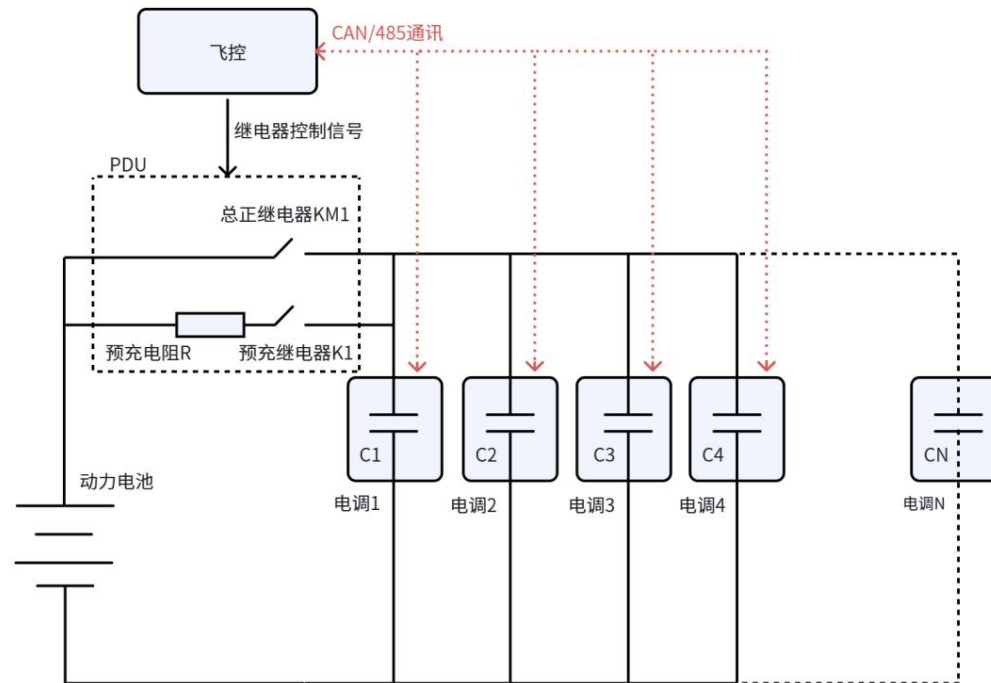 飞控
CAN/485通讯
继电器控制信号
PDU
总正继电器KM1
预充电阻R
预充继电器K1
动力电池
C1
C2
C3
C4
CN
电调1
电调2
电调3
电调4
电调N